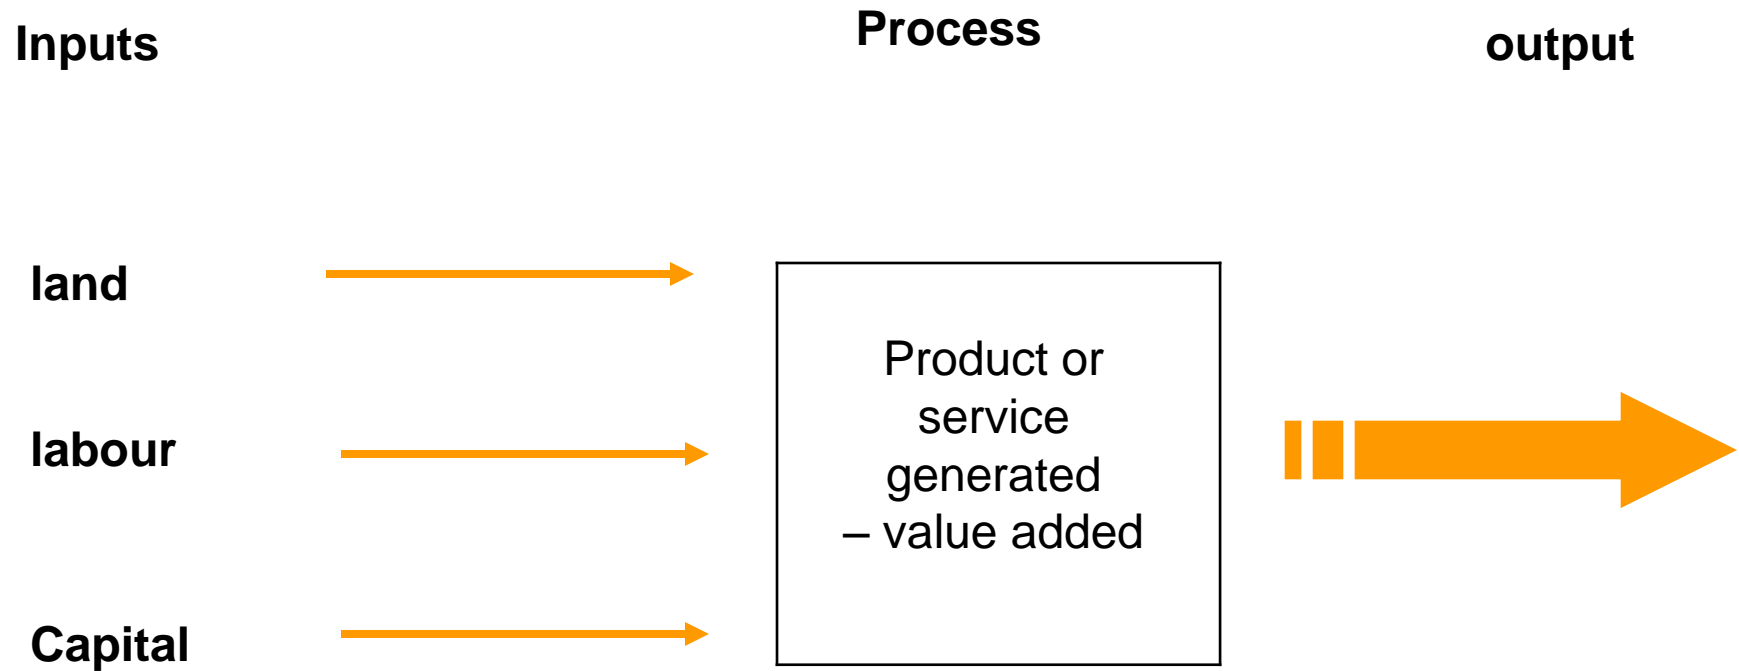 Inputs
Process
output
land
labour
Capital
Product or
service
generated
– value added